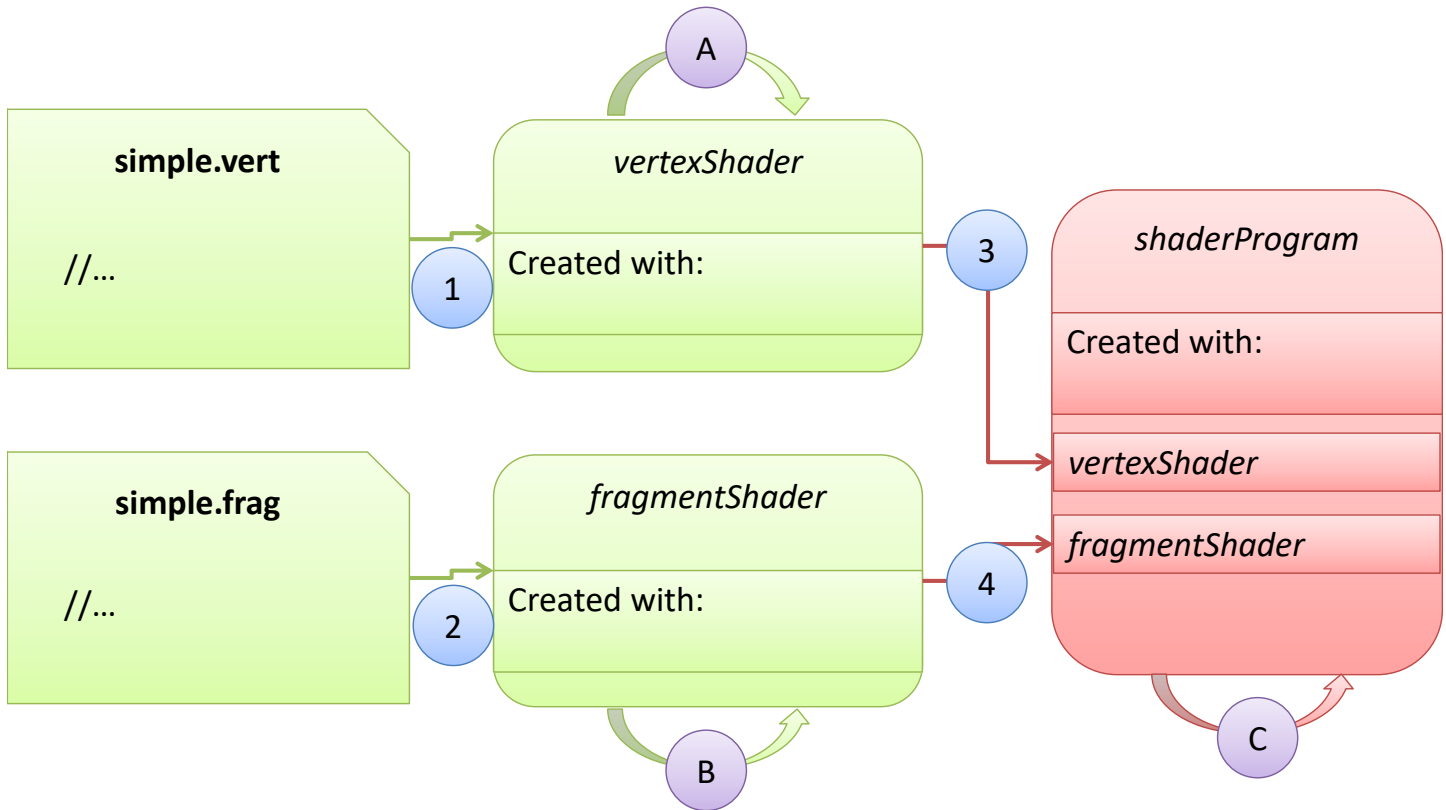 A
simple.vert
//…
1
vertexShader
Created with:
3
shaderProgram
Created with:
vertexShader
fragmentShader
simple.frag
//…
2
fragmentShader
Created with:
4
B
C